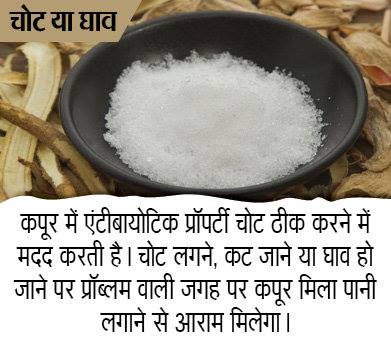 चोट या घाव
कपूर में एंटीबायोटिक प्रॉपर्टी चोट ठीक करने में
मदद करती है। चोट लगने, कट जाने या घाव हो
जाने पर प्रॉब्लम वाली जगह पर कपूर मिला पानी
लगाने से आराम मिलेगा।